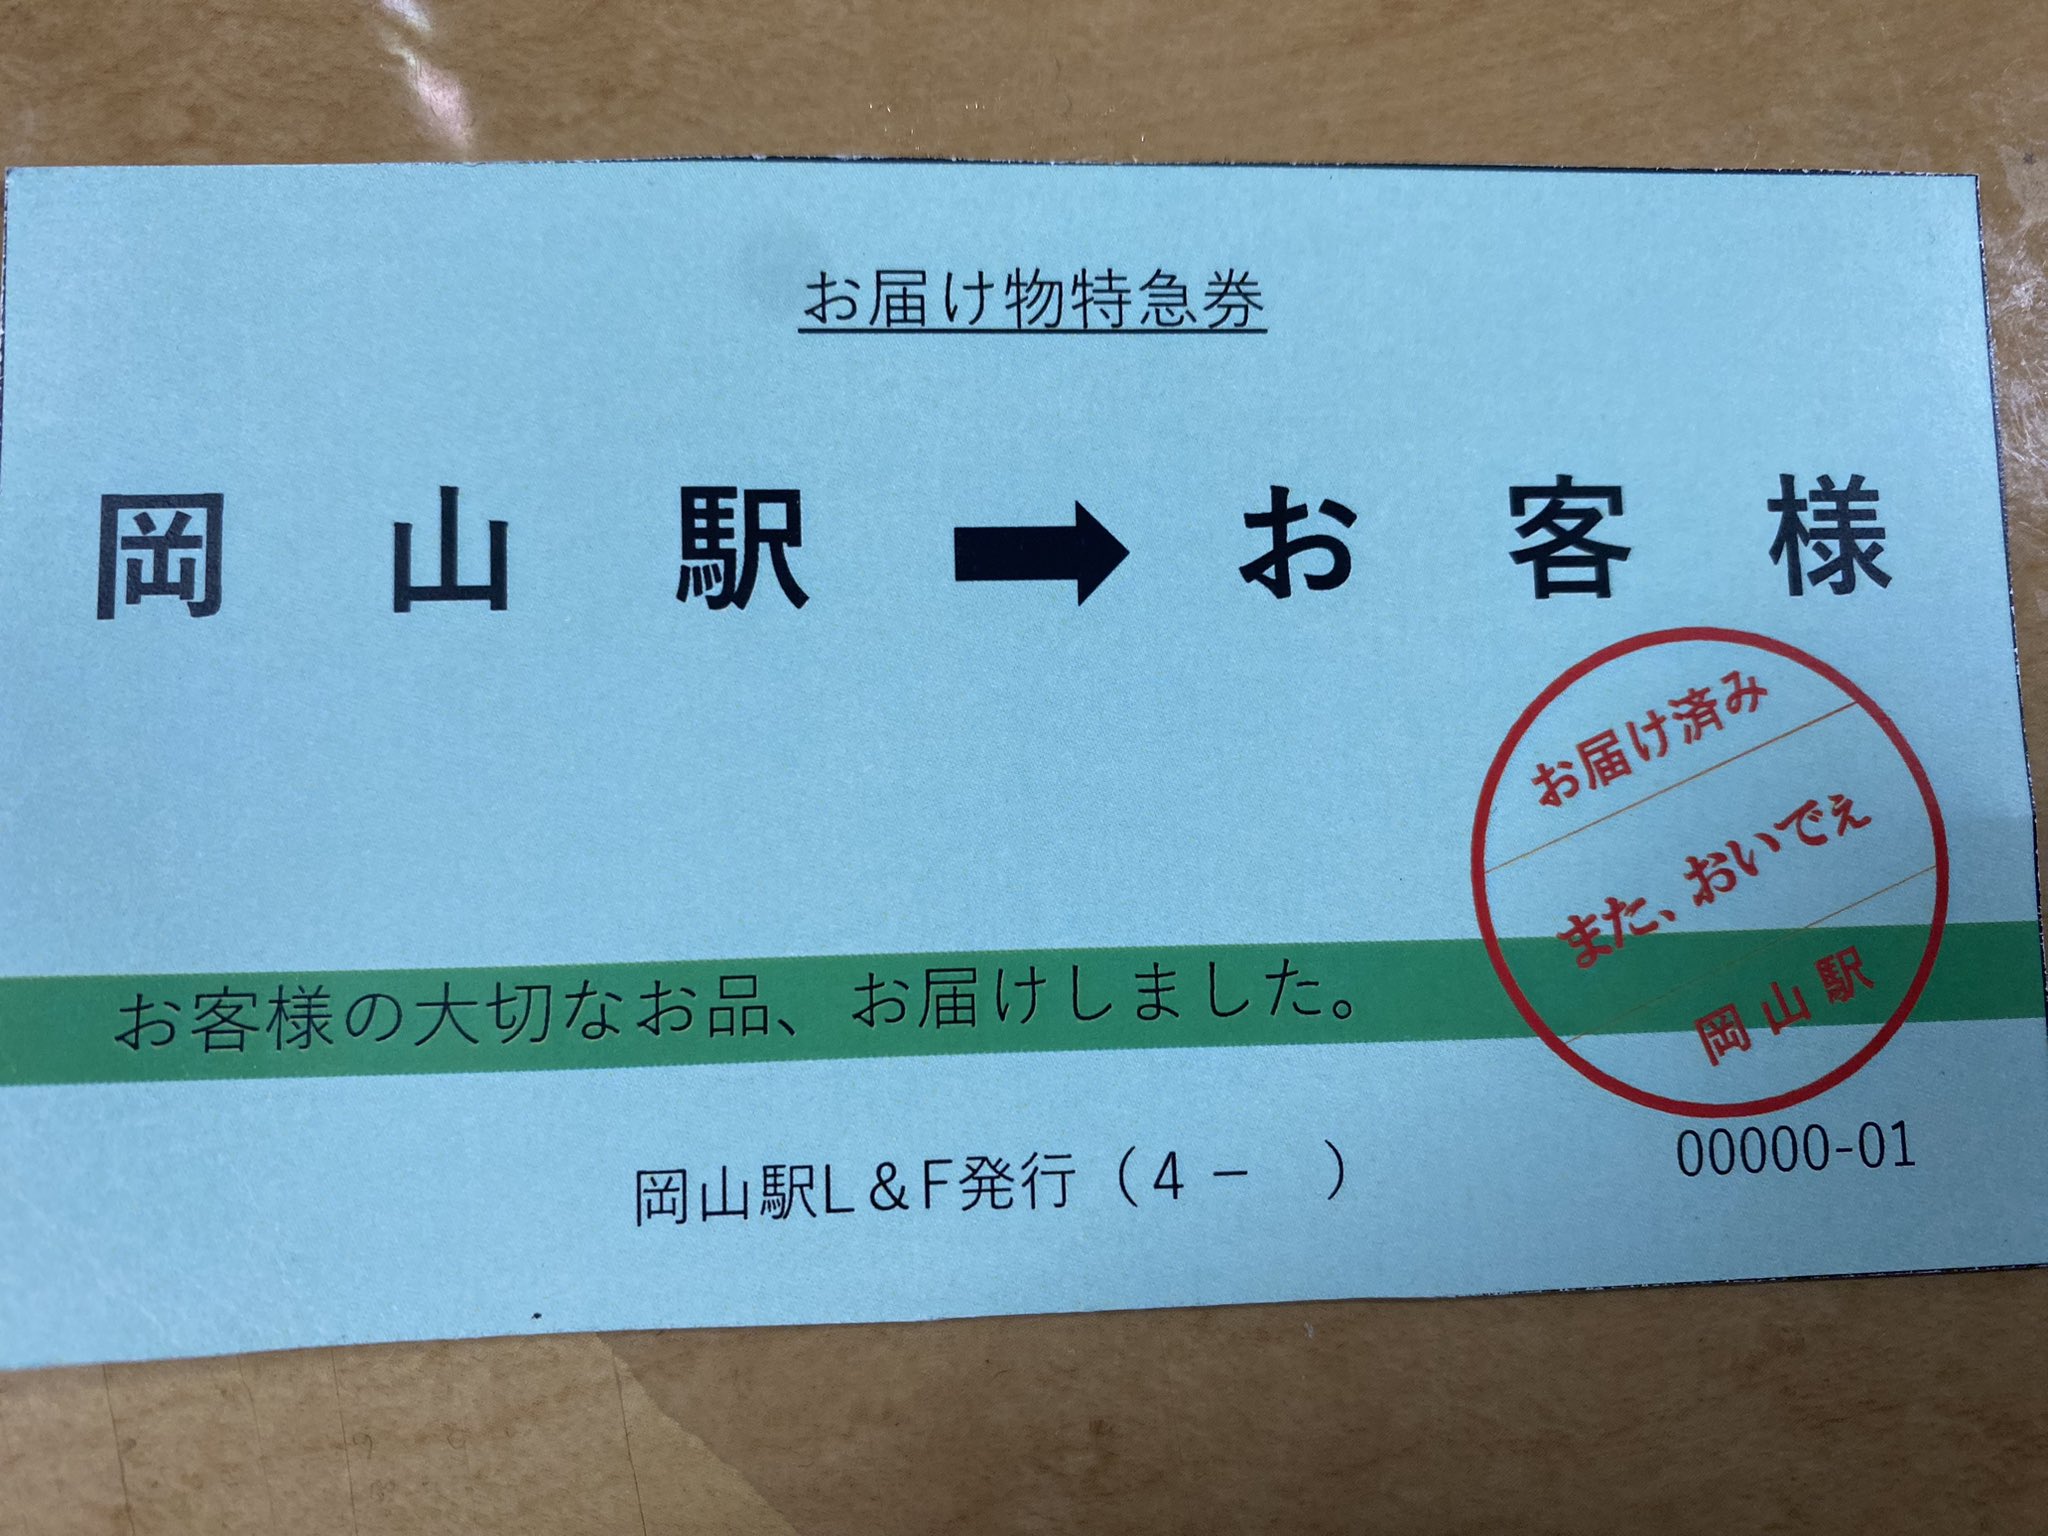 お届け物特急券
岡山駅➡お客様
お届け済み
また、おいでぇ
岡山駅
お客様の大切なお品、お届けしました。
岡山駅L＆F発行（4－　）
00000-01